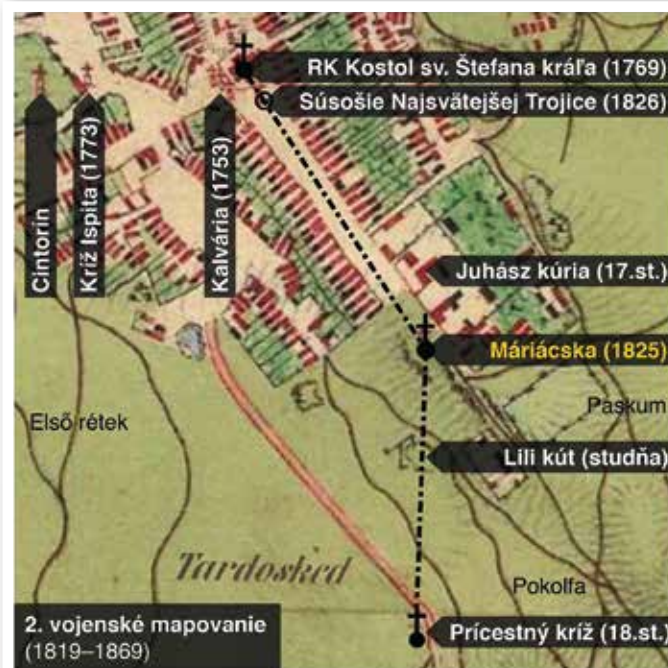 RK Kostol sv. Štefana kráľa (1769)
Súsošie Najsvätejšej Trojice (1826)
Cintorín
Kríž Ispita (1773)
Kalvária (1753)
Juhász kúria (17.st.)
Máriácska (1825)
Paskum
Első rétek
Lili kút (studňa)
Tardosked
Pokolfa
2. vojenské mapovanie
(1819–1869)
Prícestný kríž (18.st.)